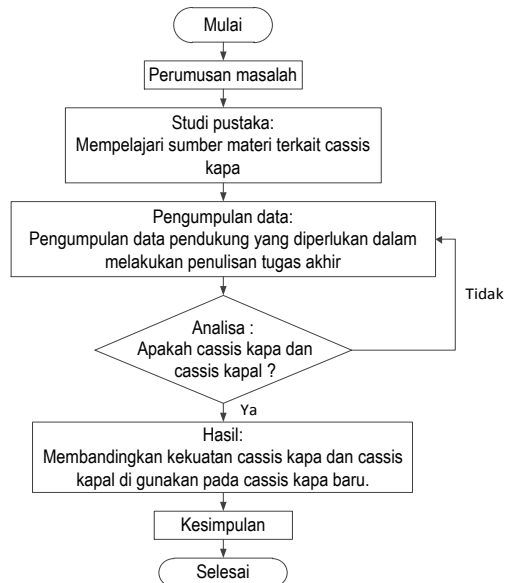 Mulai
Perumusan masalah
Studi pustaka:
Mempelajari sumber materi terkait cassis
kapa
Pengumpulan data:
Pengumpulan data pendukung yang diperlukan dalam
melakukan penulisan tugas akhir
Tidak
Analisa :
Apakah cassis kapa dan
cassis kapal ?
Ya
Hasil:
Membandingkan kekuatan cassis kapa dan cassis
kapal di gunakan pada cassis kapa baru.
Kesimpulan
Selesai